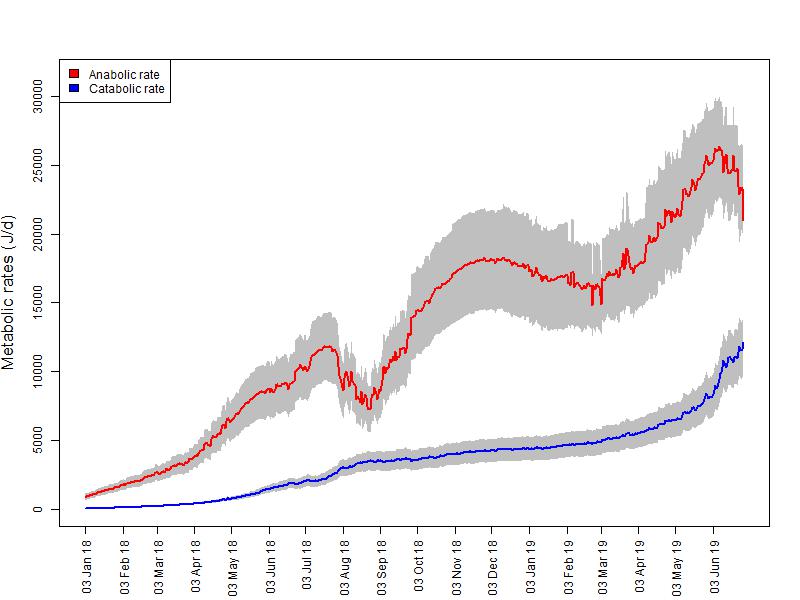 Anabolic rate
Catabolic rate
Metabolic rates (J/d)
30000
25000
20000
15000
10000
5000
0
03 Jan 18
03 Feb 18
03 Mar 18
03 Apr 18
03 May 18
03 Jun 18
03 Jul 18
03 Aug 18
03 Sep 18
03 Oct 18
03 Nov 18
03 Dec 18
03 Jan 19
03 Feb 19
03 Mar 19
03 Apr 19
03 May 19
03 Jun 19